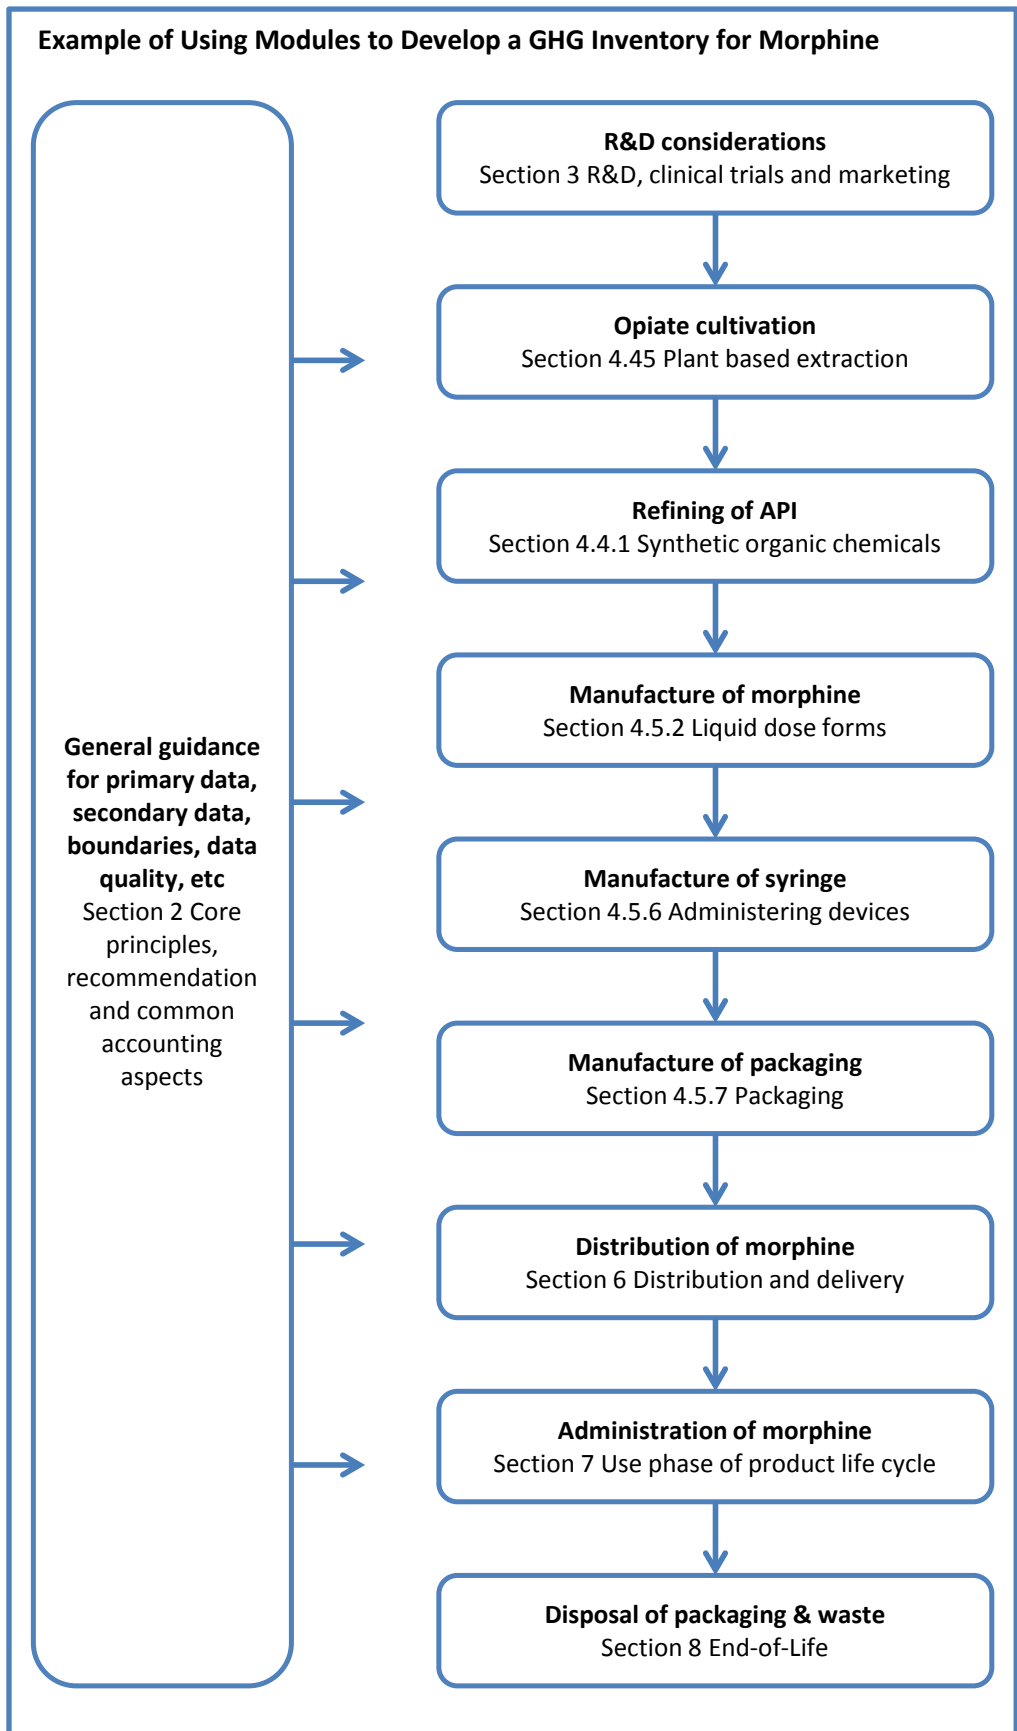 Example of Using Modules to Develop a GHG Inventory for Morphine
General guidance
for primary data,
secondary data,
boundaries, data
quality, etc
Section 2 Core
principles,
recommendation
and common
accounting
aspects
R&D considerations
Section 3 R&D, clinical trials and marketing
Opiate cultivation
Section 4.45 Plant based extraction
Refining of API
Section 4.4.1 Synthetic organic chemicals
Manufacture of morphine
Section 4.5.2 Liquid dose forms
Manufacture of syringe
Section 4.5.6 Administering devices
Manufacture of packaging
Section 4.5.7 Packaging
Distribution of morphine
Section 6 Distribution and delivery
Administration of morphine
Section 7 Use phase of product life cycle
Disposal of packaging & waste
Section 8 End-of-Life